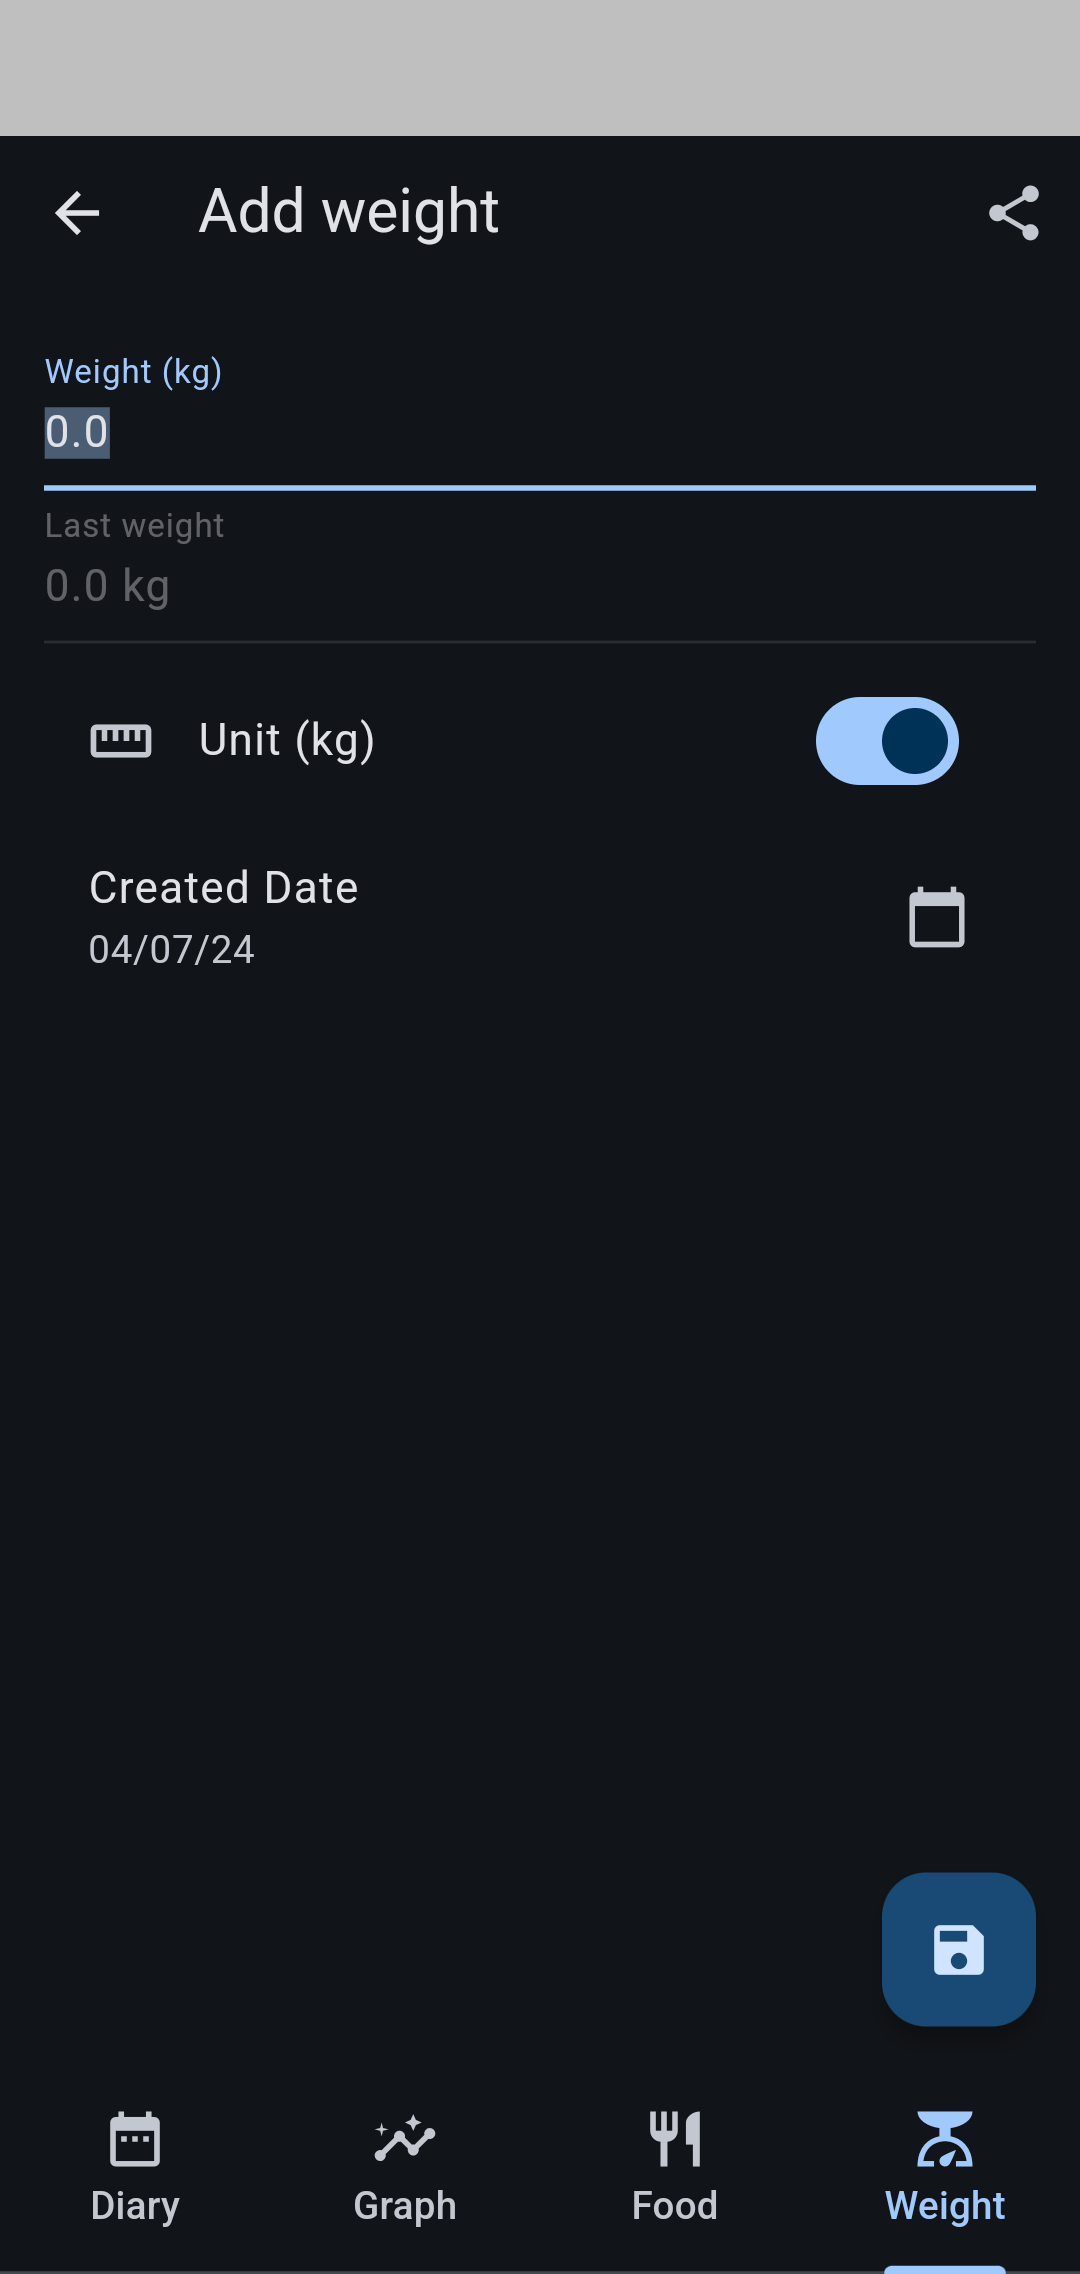 Add weight
Weight (kg)
0.0
Last weight
0.0 kg
Unit (kg)
Created Date
04/07/24
Diary
Graph
Food
Weight